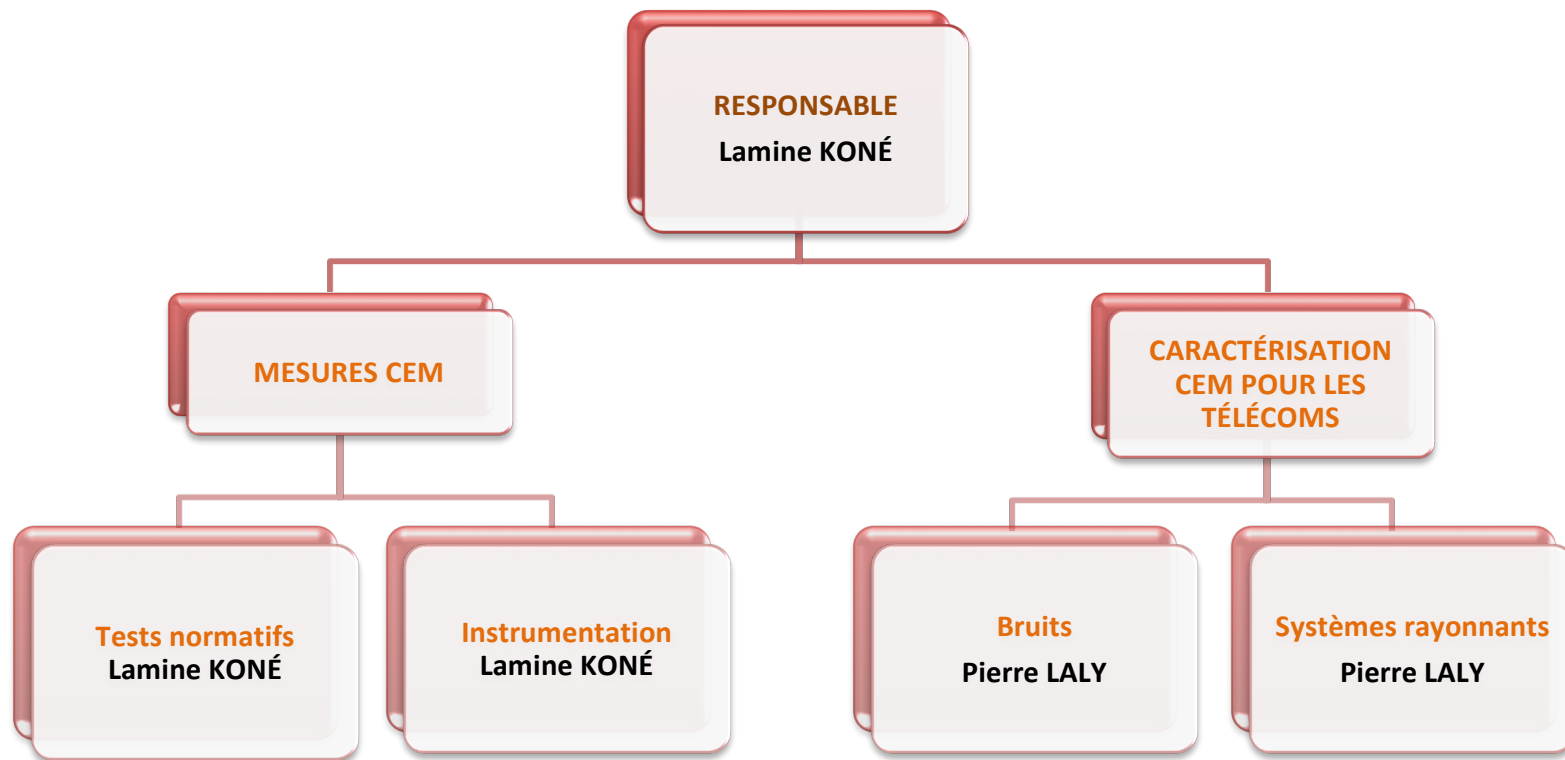 RESPONSABLE
Lamine KONÉ
MESURES CEM
CARACTÉRISATION
CEM POUR LES
TÉLÉCOMS
Tests normatifs
Lamine KONÉ
Instrumentation
Lamine KONÉ
Bruits
Pierre LALY
Systèmes rayonnants
Pierre LALY